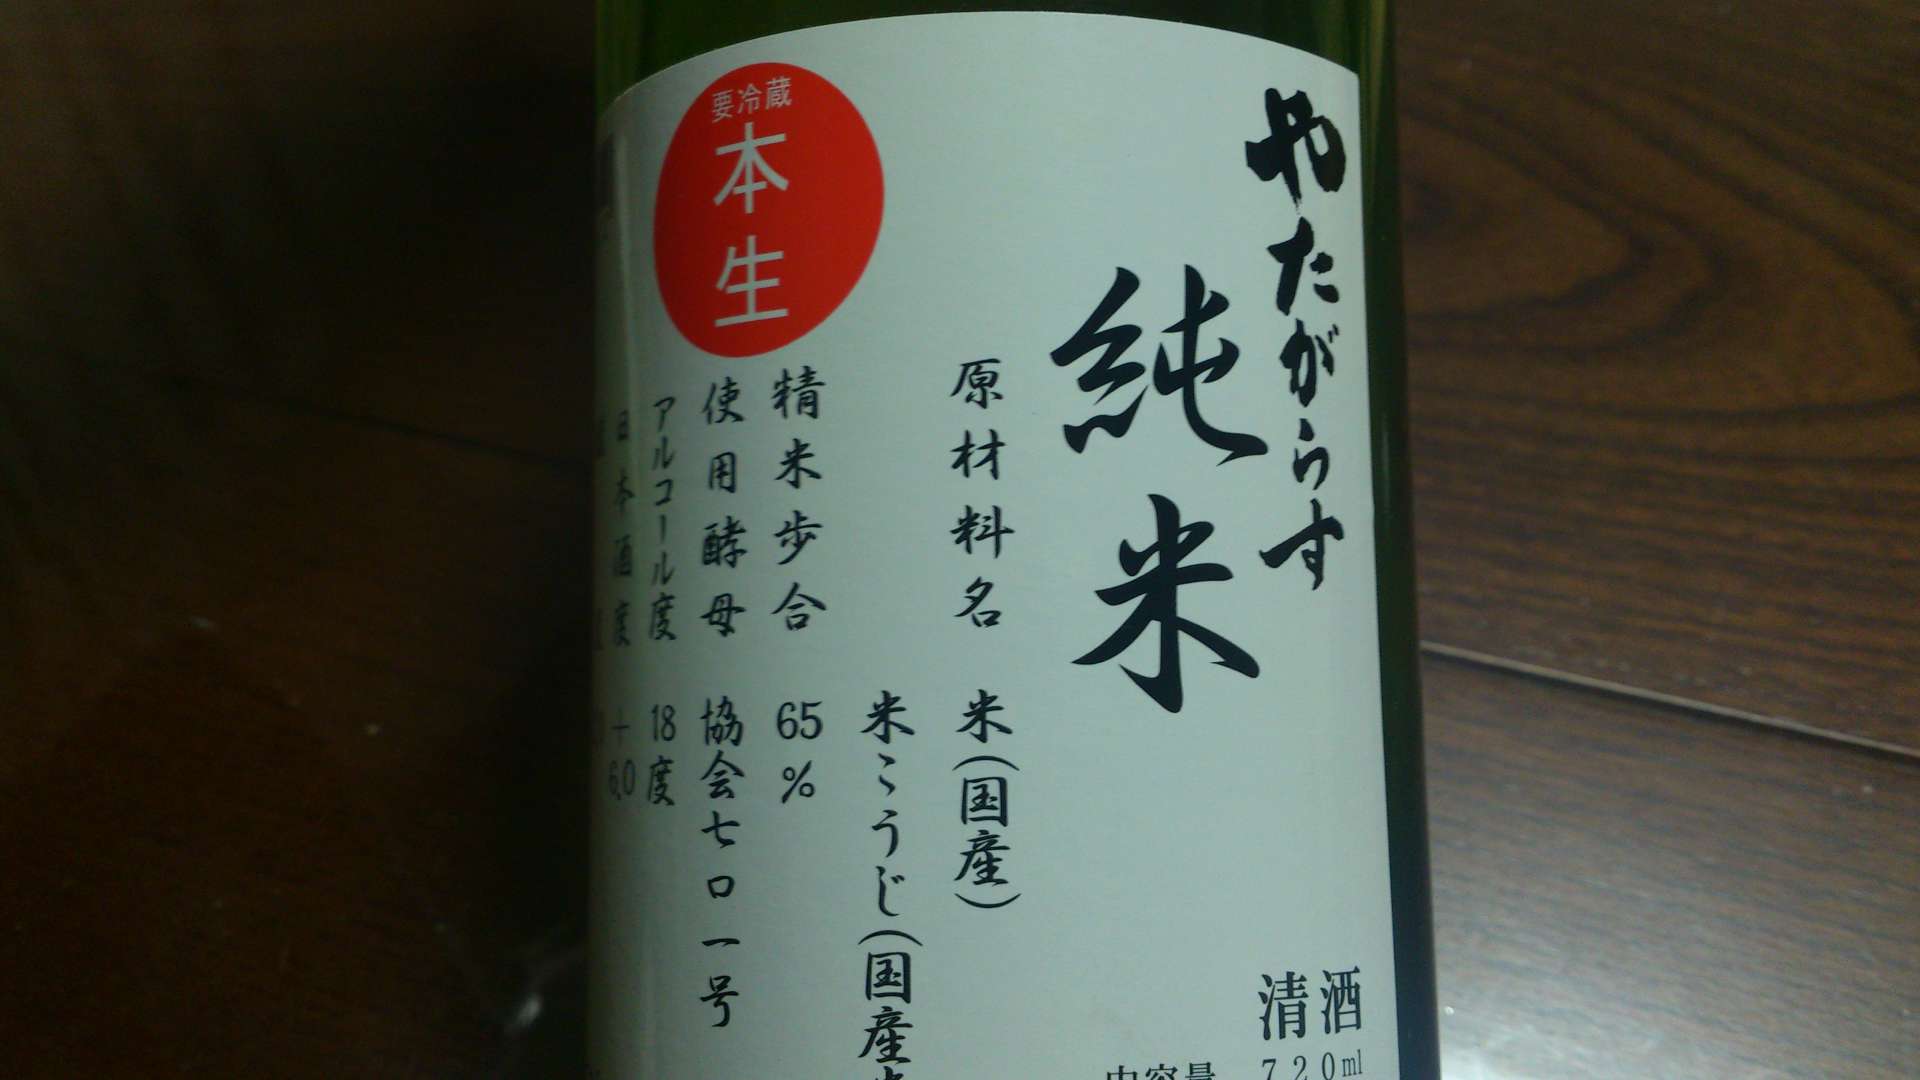 やたがらす
純米
清酒
720ml
原材料名 米(国産)
米こうじ(国産
精米歩合 65%
使用酵母 協会七〇一号
アルコール度 18度
日本酒度 +6.0
要冷蔵
本生